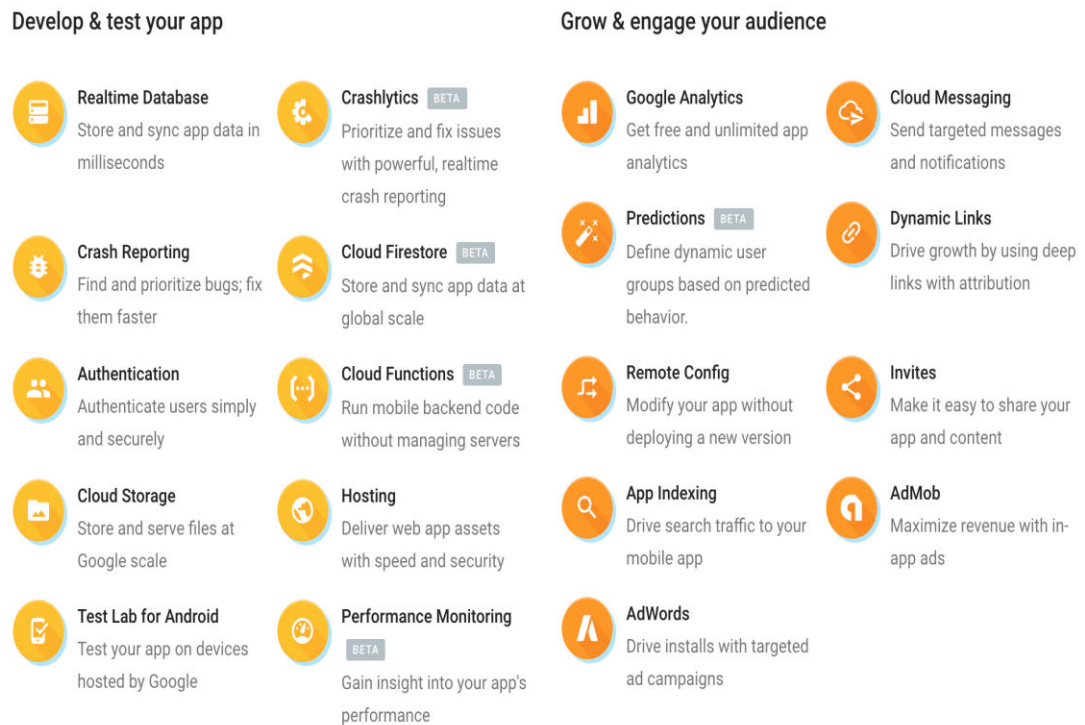 Develop & test your app
Realtime Database
Store and sync app data in
milliseconds
Crashlytics BETA
Prioritize and fix issues
with powerful, realtime
crash reporting
Crash Reporting
Find and prioritize bugs; fix
them faster
Cloud Firestore BETA
Store and sync app data at
global scale
Authentication
Authenticate users simply
and securely
Cloud Functions BETA
Run mobile backend code
without managing servers
Cloud Storage
Store and serve files at
Google scale
Hosting
Deliver web app assets
with speed and security
Test Lab for Android
Test your app on devices
hosted by Google
Performance Monitoring
BETA
Gain insight into your app's
performance
Grow & engage your audience
Google Analytics
Get free and unlimited app
analytics
Cloud Messaging
Send targeted messages
and notifications
Predictions BETA
Define dynamic user
groups based on predicted
behavior.
Dynamic Links
Drive growth by using deep
links with attribution
Remote Config
Modify your app without
deploying a new version
Invites
Make it easy to share your
app and content
App Indexing
Drive search traffic to your
mobile app
AdMob
Maximize revenue with in-
app ads
AdWords
Drive installs with targeted
ad campaigns